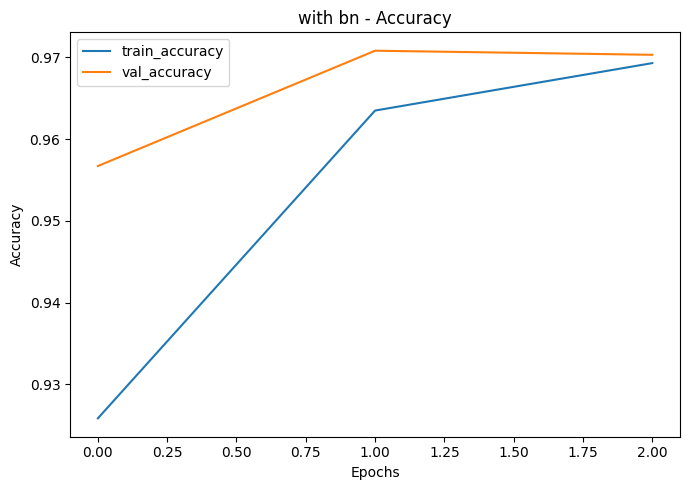 with bn - Accuracy
train_accuracy
val_accuracy
0.97
0.96
0.95
0.94
0.93
Accuracy
0.00 0.25 0.50 0.75 1.00 1.25 1.50 1.75 2.00
Epochs